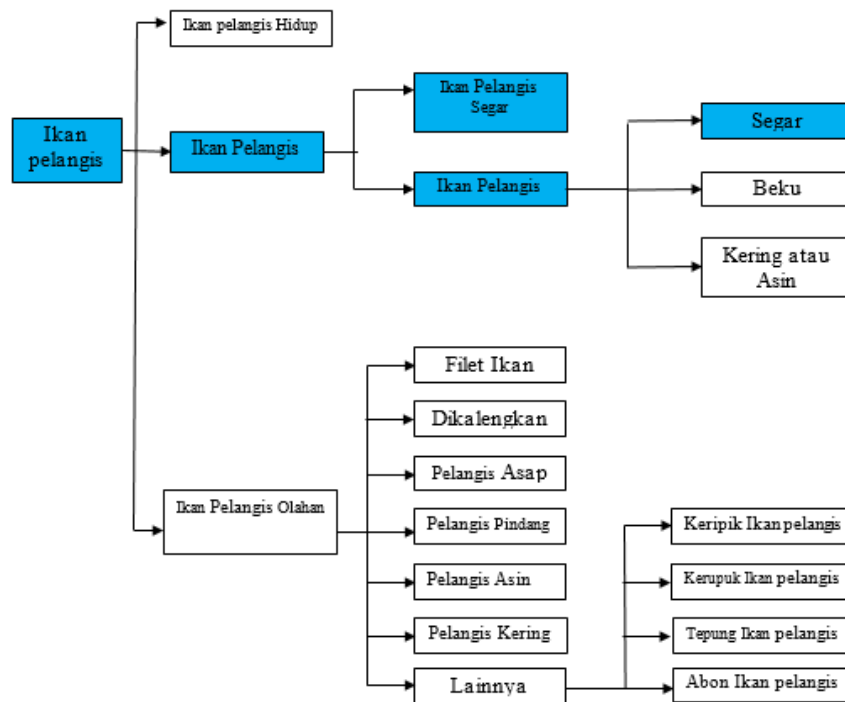 Ikan pelangis Hidup
Ikan
pelangis
Ikan Pelangis
Ikan Pelangis
Segar
Ikan Pelangis
Segar
Beku
Kering atau
Asin
Ikan Pelangis Olahan
Filet Ikan
Dikalengkan
Pelangis Asap
Pelangis Pindang
Pelangis Asin
Pelangis Kering
Lainnya
Keripik Ikan pelangis
Kerupuk Ikan pelangis
Tepung Ikan pelangis
Abon Ikan pelangis